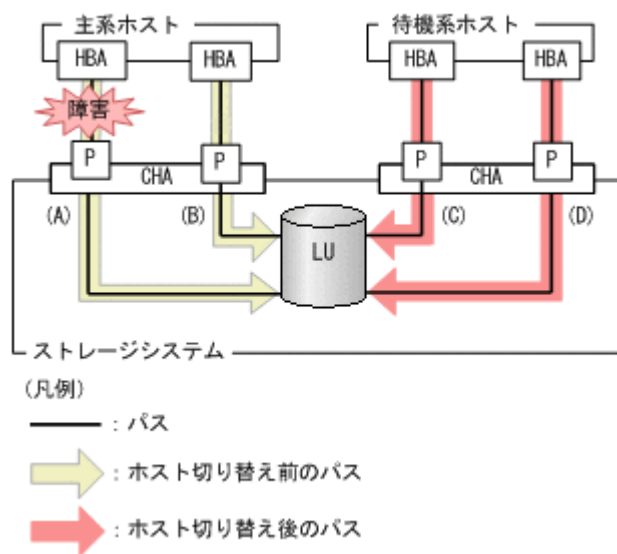 主系ホスト 待機系ホスト
HBA HBA HBA HBA
障害
P P P P
CHA CHA
(A) (B) (C) (D)
LU
ストレージシステム
(凡例)
：パス
：ホスト切り替え前のパス
：ホスト切り替え後のパス